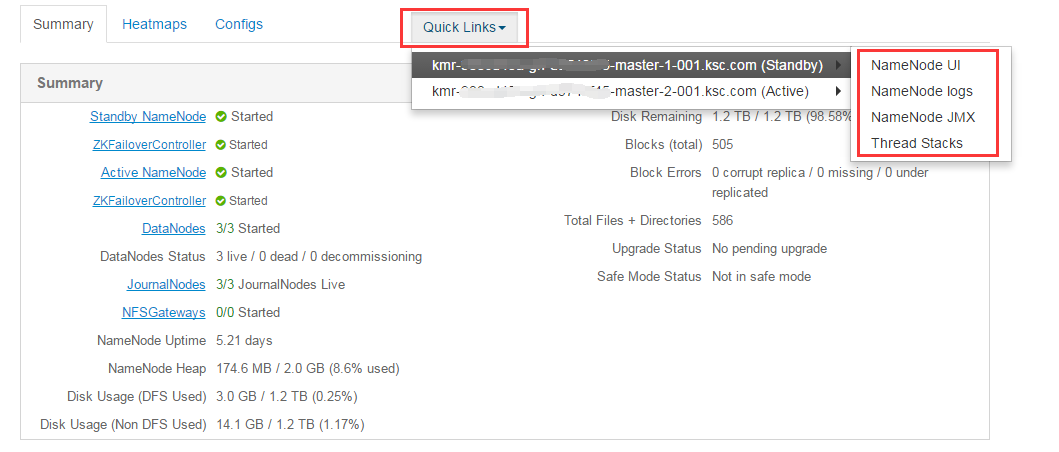 Summary Heatmaps Configs Quick Links
kmr- -master-1-001.ksc.com (Standby)
kmr- -master-2-001.ksc.com (Active)
NameNode UI
NameNode logs
NameNode JMX
Thread Stacks
Summary
Standby NameNode Started
ZKFailoverController Started
Active NameNode Started
ZKFailoverController Started
DataNodes 3/3 Started
DataNodes Status 3 live / 0 dead / 0 decommissioning
JournalNodes 3/3 JournalNodes Live
NFSGateways 0/0 Started
NameNode Uptime 5.21 days
NameNode Heap 174.6 MB / 2.0 GB (8.6% used)
Disk Usage (DFS Used) 3.0 GB / 1.2 TB (0.25%)
Disk Usage (Non DFS Used) 14.1 GB / 1.2 TB (1.17%)
Disk Remaining 1.2 TB / 1.2 TB (98.58%
Blocks (total) 505
Block Errors 0 corrupt replica / 0 missing / 0 under
replicated
Total Files + Directories 586
Upgrade Status No pending upgrade
Safe Mode Status Not in safe mode